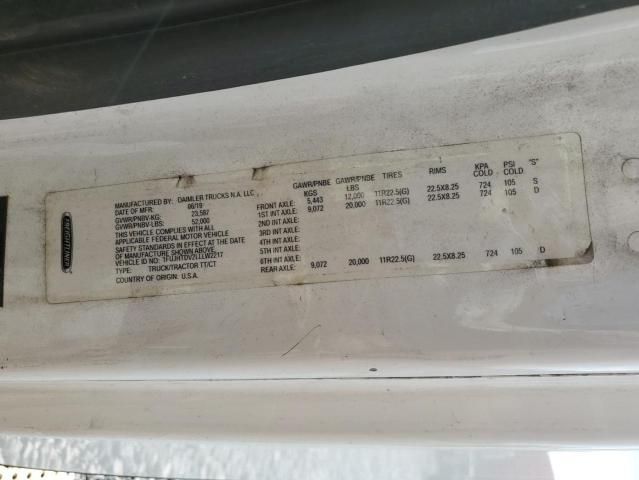 FREIGHTLINER
MANUFACTURED BY: DAIMLER TRUCKS N.A. LLC
DATE OF MFR: 06/19
GVWR/PNBV-KG: 23,587
GVWR/PNBV-LBS: 52,000
THIS VEHICLE COMPLIES WITH ALL
APPLICABLE FEDERAL MOTOR VEHICLE
SAFETY STANDARDS IN EFFECT AT THE DATE
OF MANUFACTURE SHOWN ABOVE.
VEHICLE ID NO.: 1FUJHTDV2LLLW2217
TYPE: TRUCK/TRACTOR TT/CT
COUNTRY OF ORIGIN: U.S.A.
GAWR/PNBE KGS GAWR/PNBE LBS TIRES RIMS KPA COLD PSI COLD "S"
FRONT AXLE: 5,443 12,000 11R22.5(G) 22.5X8.25 724 105 S
1ST INT AXLE: 9,072 20,000 11R22.5(G) 22.5X8.25 724 105 D
2ND INT AXLE:
3RD INT AXLE:
4TH INT AXLE:
5TH INT AXLE:
6TH INT AXLE:
REAR AXLE: 9,072 20,000 11R22.5(G) 22.5X8.25 724 105 D